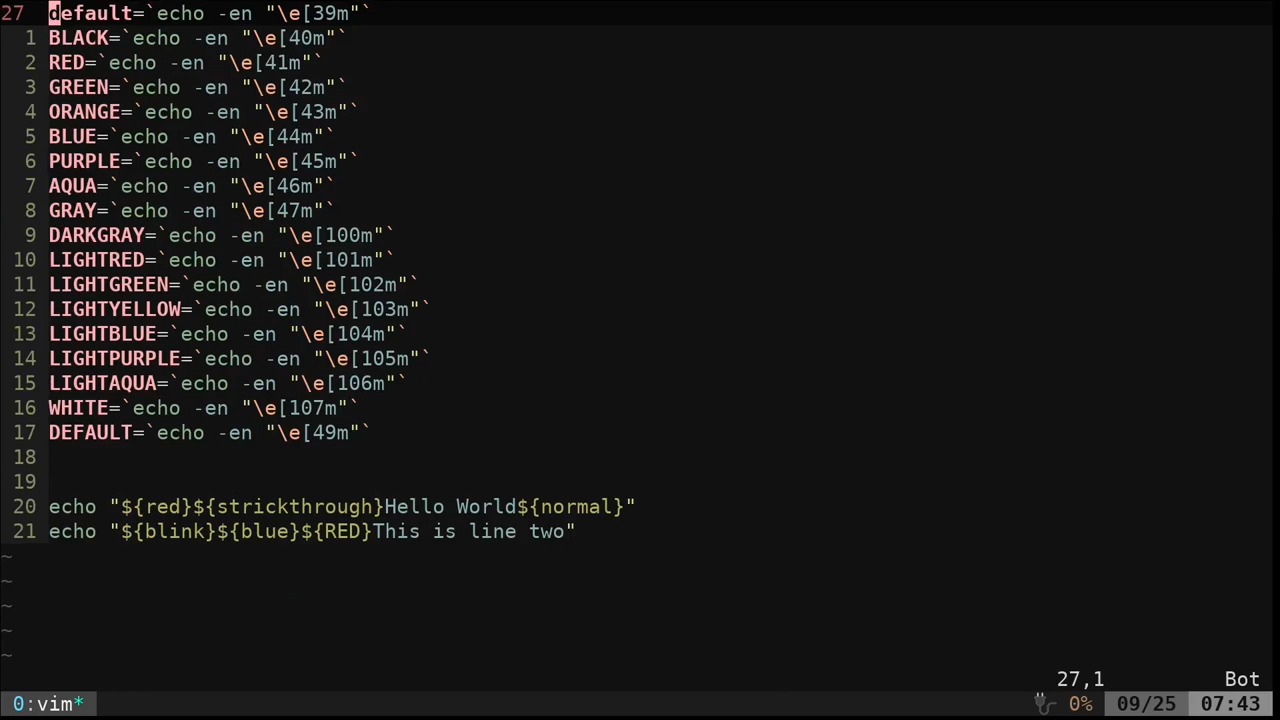 27 default=`echo -en "\e[39m"`
1 BLACK=`echo -en "\e[40m"`
2 RED=`echo -en "\e[41m"`
3 GREEN=`echo -en "\e[42m"`
4 ORANGE=`echo -en "\e[43m"`
5 BLUE=`echo -en "\e[44m"`
6 PURPLE=`echo -en "\e[45m"`
7 AQUA=`echo -en "\e[46m"`
8 GRAY=`echo -en "\e[47m"`
9 DARKGRAY=`echo -en "\e[100m"`
10 LIGHTRED=`echo -en "\e[101m"`
11 LIGHTGREEN=`echo -en "\e[102m"`
12 LIGHTYELLOW=`echo -en "\e[103m"`
13 LIGHTBLUE=`echo -en "\e[104m"`
14 LIGHTPURPLE=`echo -en "\e[105m"`
15 LIGHTAQUA=`echo -en "\e[106m"`
16 WHITE=`echo -en "\e[107m"`
17 DEFAULT=`echo -en "\e[49m"`
18
19
20 echo "${red}${strickthrough}Hello World${normal}"
21 echo "${blink}${blue}${RED}This is line two"
~
~
~
~
~
27,1 Bot
0:vim* 0% 09/25 07:43